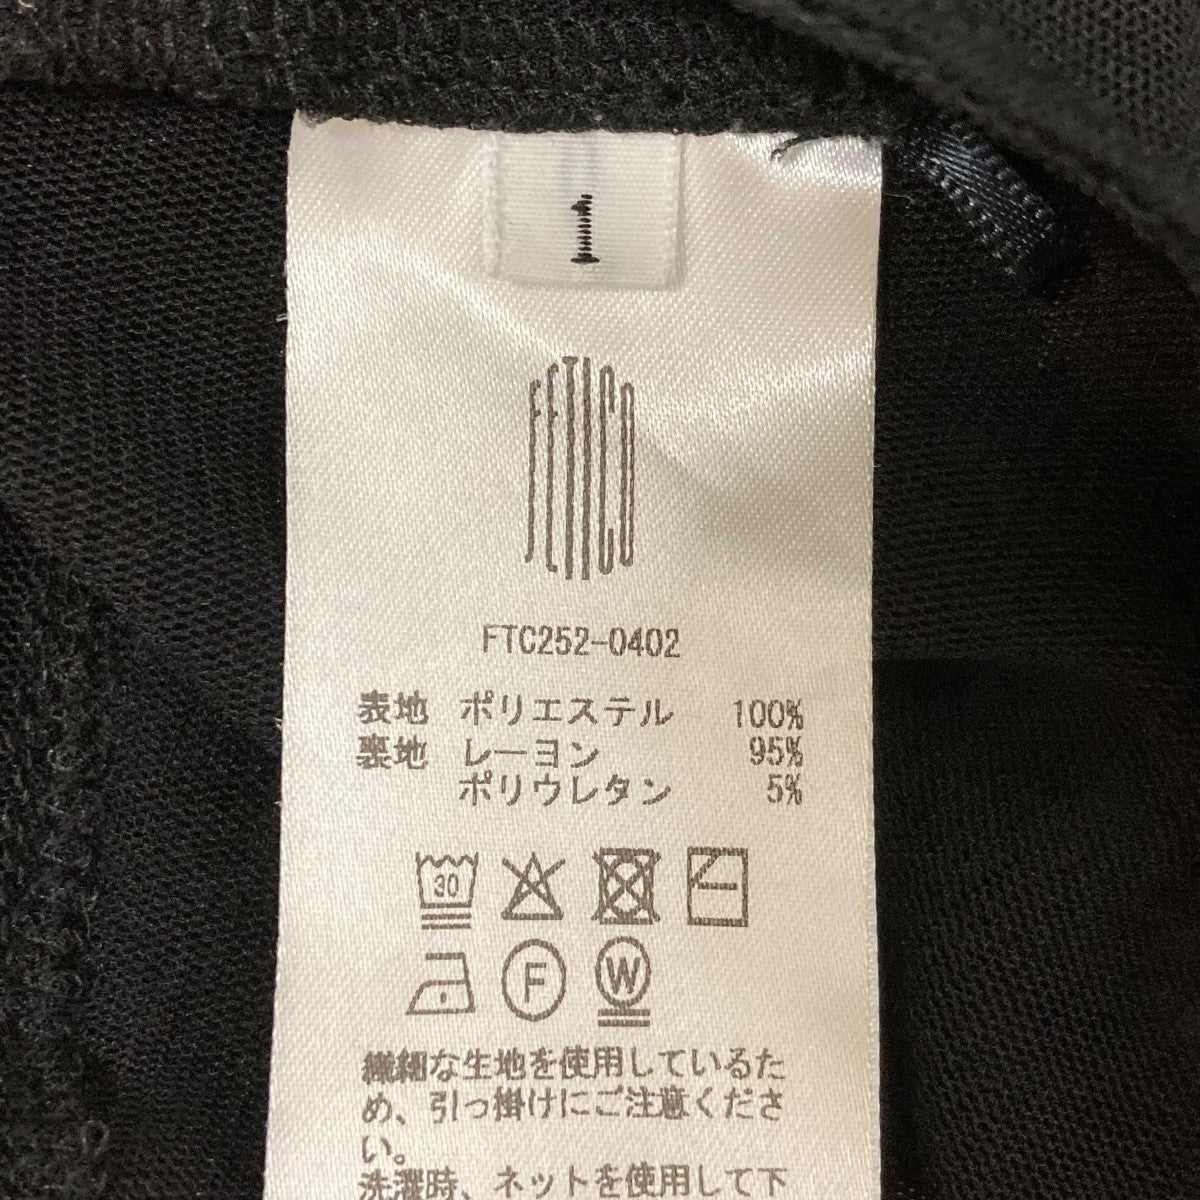 1
FETICO
FTC252-0402
表地 ポリエステル 100%
裏地 レーヨン 95%
ポリウレタン 5%
30
F
W
繊細な生地を使用しているた
め、引っ掛けにご注意くださ
い。
洗濯時、ネットを使用して下